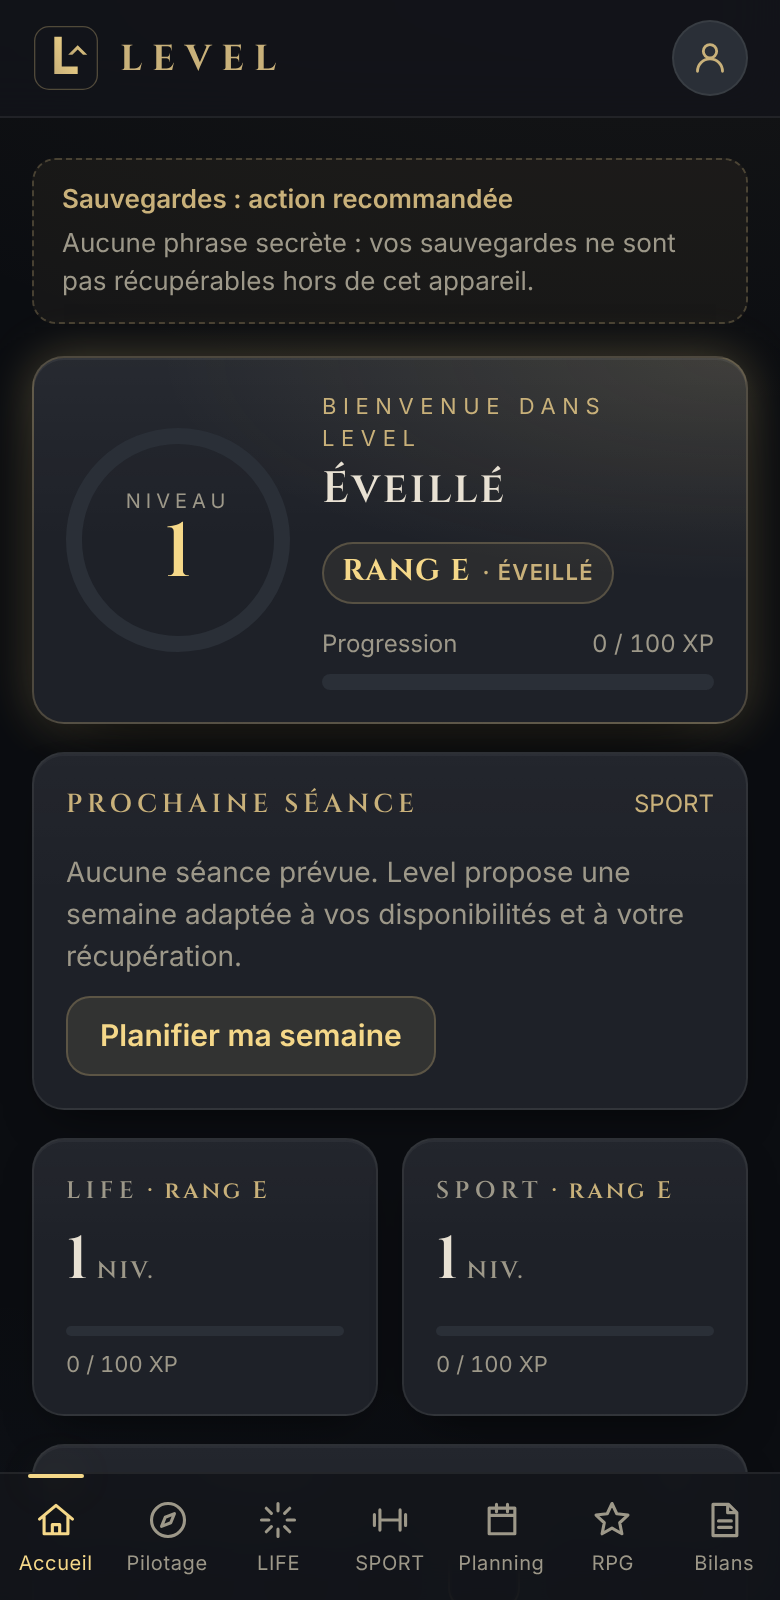 LEVEL
Sauvegardes : action recommandée
Aucune phrase secrète : vos sauvegardes ne sont
pas récupérables hors de cet appareil.
BIENVENUE DANS
LEVEL
ÉVEILLÉ
NIVEAU
1
RANG E · ÉVEILLÉ
Progression 0 / 100 XP
PROCHAINE SÉANCE SPORT
Aucune séance prévue. Level propose une
semaine adaptée à vos disponibilités et à votre
récupération.
Planifier ma semaine
LIFE · RANG E
1 NIV.
0 / 100 XP
SPORT · RANG E
1 NIV.
0 / 100 XP
Accueil Pilotage LIFE SPORT Planning RPG Bilans